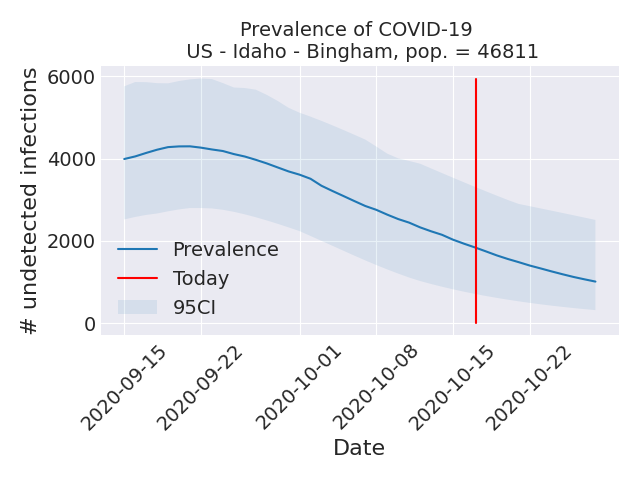 Prevalence of COVID-19
US - Idaho - Bingham, pop. = 46811
# undetected infections
6000
4000
2000
0
Prevalence
Today
95CI
2020-09-15
2020-09-22
2020-10-01
2020-10-08
2020-10-15
2020-10-22
Date